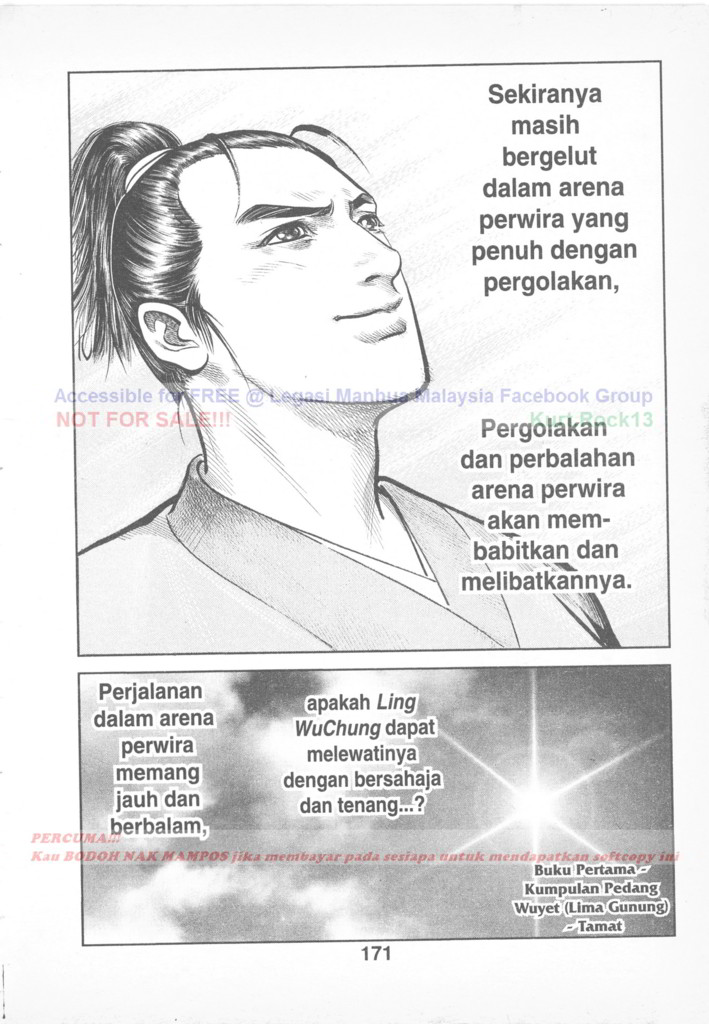 Sekiranya
masih
bergelut
dalam arena
perwira yang
penuh dengan
pergolakan,
Accessible for FREE @ Legasi Manhua Malaysia Facebook Group
NOT FOR SALE!!!
Kurt Rock13
Pergolakan
dan perbalahan
arena perwira
akan mem-
babitkan dan
melibatkannya.
Perjalanan
dalam arena
perwira
memang
jauh dan
berbalam,
apakah Ling
WuChung dapat
melewatinya
dengan bersahaja
dan tenang...?
PERCUMA!!!
Kau BODOH NAK MAMPOS jika membayar pada sesiapa untuk mendapatkan softcopy ini
Buku Pertama -
Kumpulan Pedang
Wuyet (Lima Gunung)
- Tamat
171